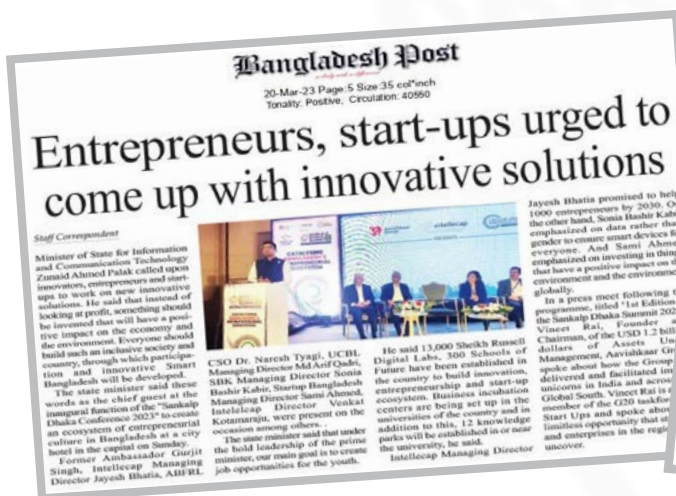 Bangladesh Post
20-Mar-23 Page:5 Size:35 col*inch
Tonality: Positive, Circulation: 40550
Entrepreneurs, start-ups urged to
come up with innovative solutions
Staff Correspondent
Minister of State for Information
and Communication Technology
Zunaid Ahmed Palak called upon
innovators, entrepreneurs and start-
ups to work on new innovative
solutions. He said that instead of
looking at profit, something should
be invented that will have a posi-
tive impact on the economy and
the environment. Everyone should
build such an inclusive society and
country, through which participa-
tion and innovative Smart
Bangladesh will be developed.
The state minister said these
words as the chief guest at the
inaugural function of the "Sankalp
Dhaka Conference 2023" to create
an ecosystem of entrepreneurial
culture in Bangladesh at a city
hotel in the capital on Sunday.
Former Ambassador Gurjit
Singh, Intellecap Managing
Director Jayesh Bhatia, ABFRL
intellecap
CSO Dr. Naresh Tyagi, UCBL
Managing Director Md Arif Qadri,
SBK Managing Director Sonia
Bashir Kabir, Startup Bangladesh
Managing Director Sami Ahmed,
Intelelcap Director Venkat
Kotamaraju, were present on the
occasion among others.
The state minister said that under
the bold leadership of the prime
minister, our main goal is to create
job opportunities for the youth.
He said 13,000 Sheikh Russell
Digital Labs, 300 Schools of
Future have been established in
the country to build innovation,
entrepreneurship and start-up
ecosystem. Business incubation
centers are being set up in the
universities of the country and in
addition to this, 12 knowledge
parks will be established in or near
the university, he said.
Intellecap Managing Director
Jayesh Bhatia promised to help
1000 entrepreneurs by 2030. O
the other hand, Sonia Bashir Kab
emphasized on data rather tha
gender to ensure smart devices f
everyone. And Sami Ahme
emphasized on investing in thing
that have a positive impact on t
environment and the environme
globally.
In a press meet following t
programme, titled "1st Edition
the Sankalp Dhaka Summit 202
Vineet Rai, Founder a
Chairman, of the USD 1.2 billi
dollars of Assets Un
Management, Aavishkaar Gr
spoke about how the Group
delivered and facilitated im
unicorns in India and acros
Global South. Vineet Rai is
member of the G20 taskfor
Start Ups and spoke abou
limitless opportunity that st
and enterprises in the regi
uncover.